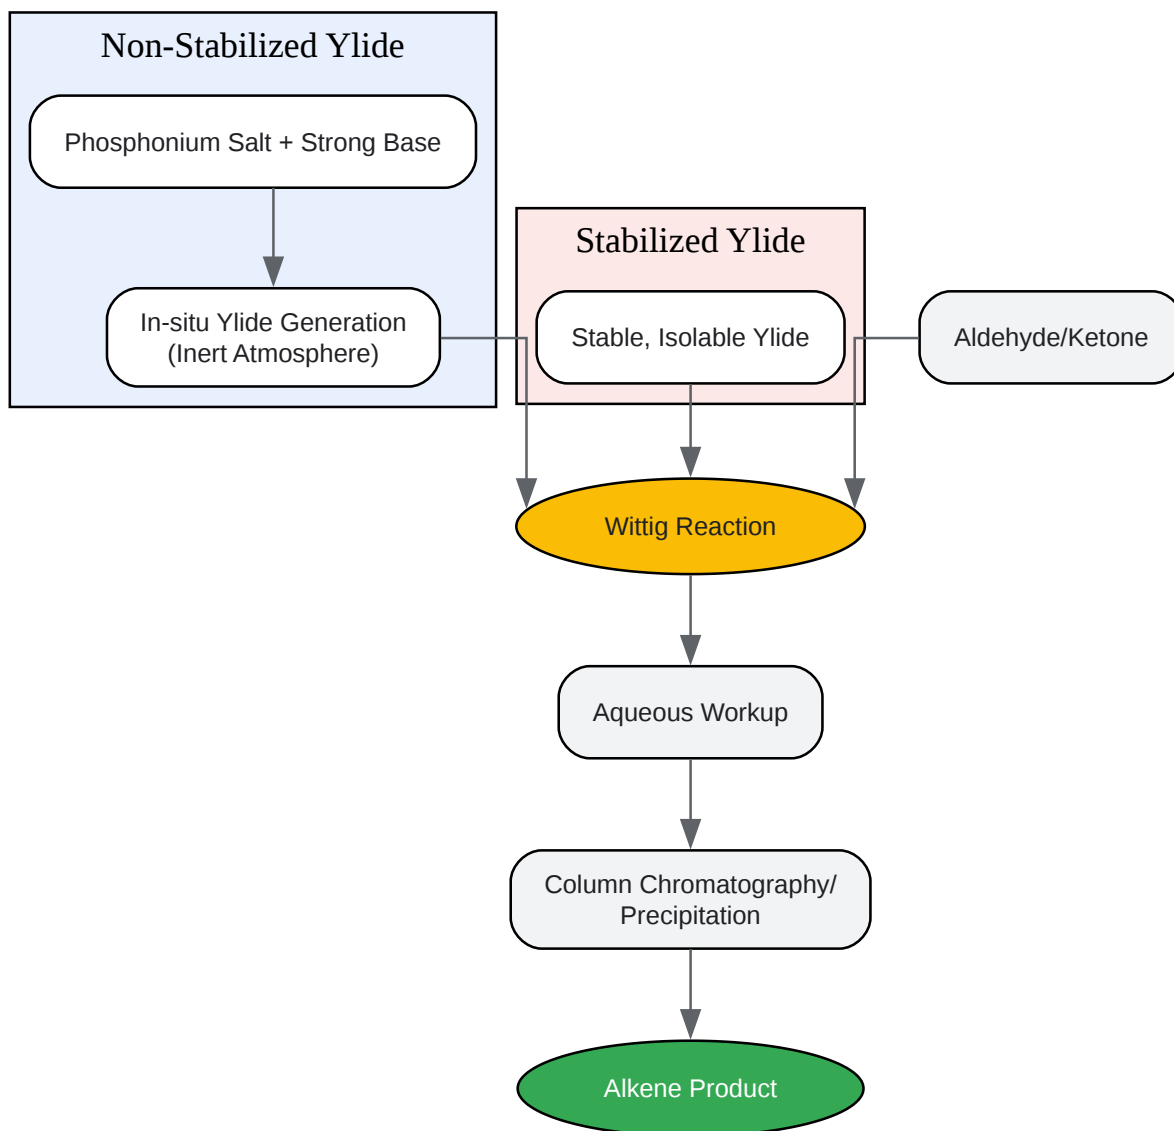 Non-Stabilized Ylide
Phosphonium Salt + Strong Base
In-situ Ylide Generation
(Inert Atmosphere)
Stabilized Ylide
Stable, Isolable Ylide
Aldehyde/Ketone
Wittig Reaction
Aqueous Workup
Column Chromatography/
Precipitation
Alkene Product